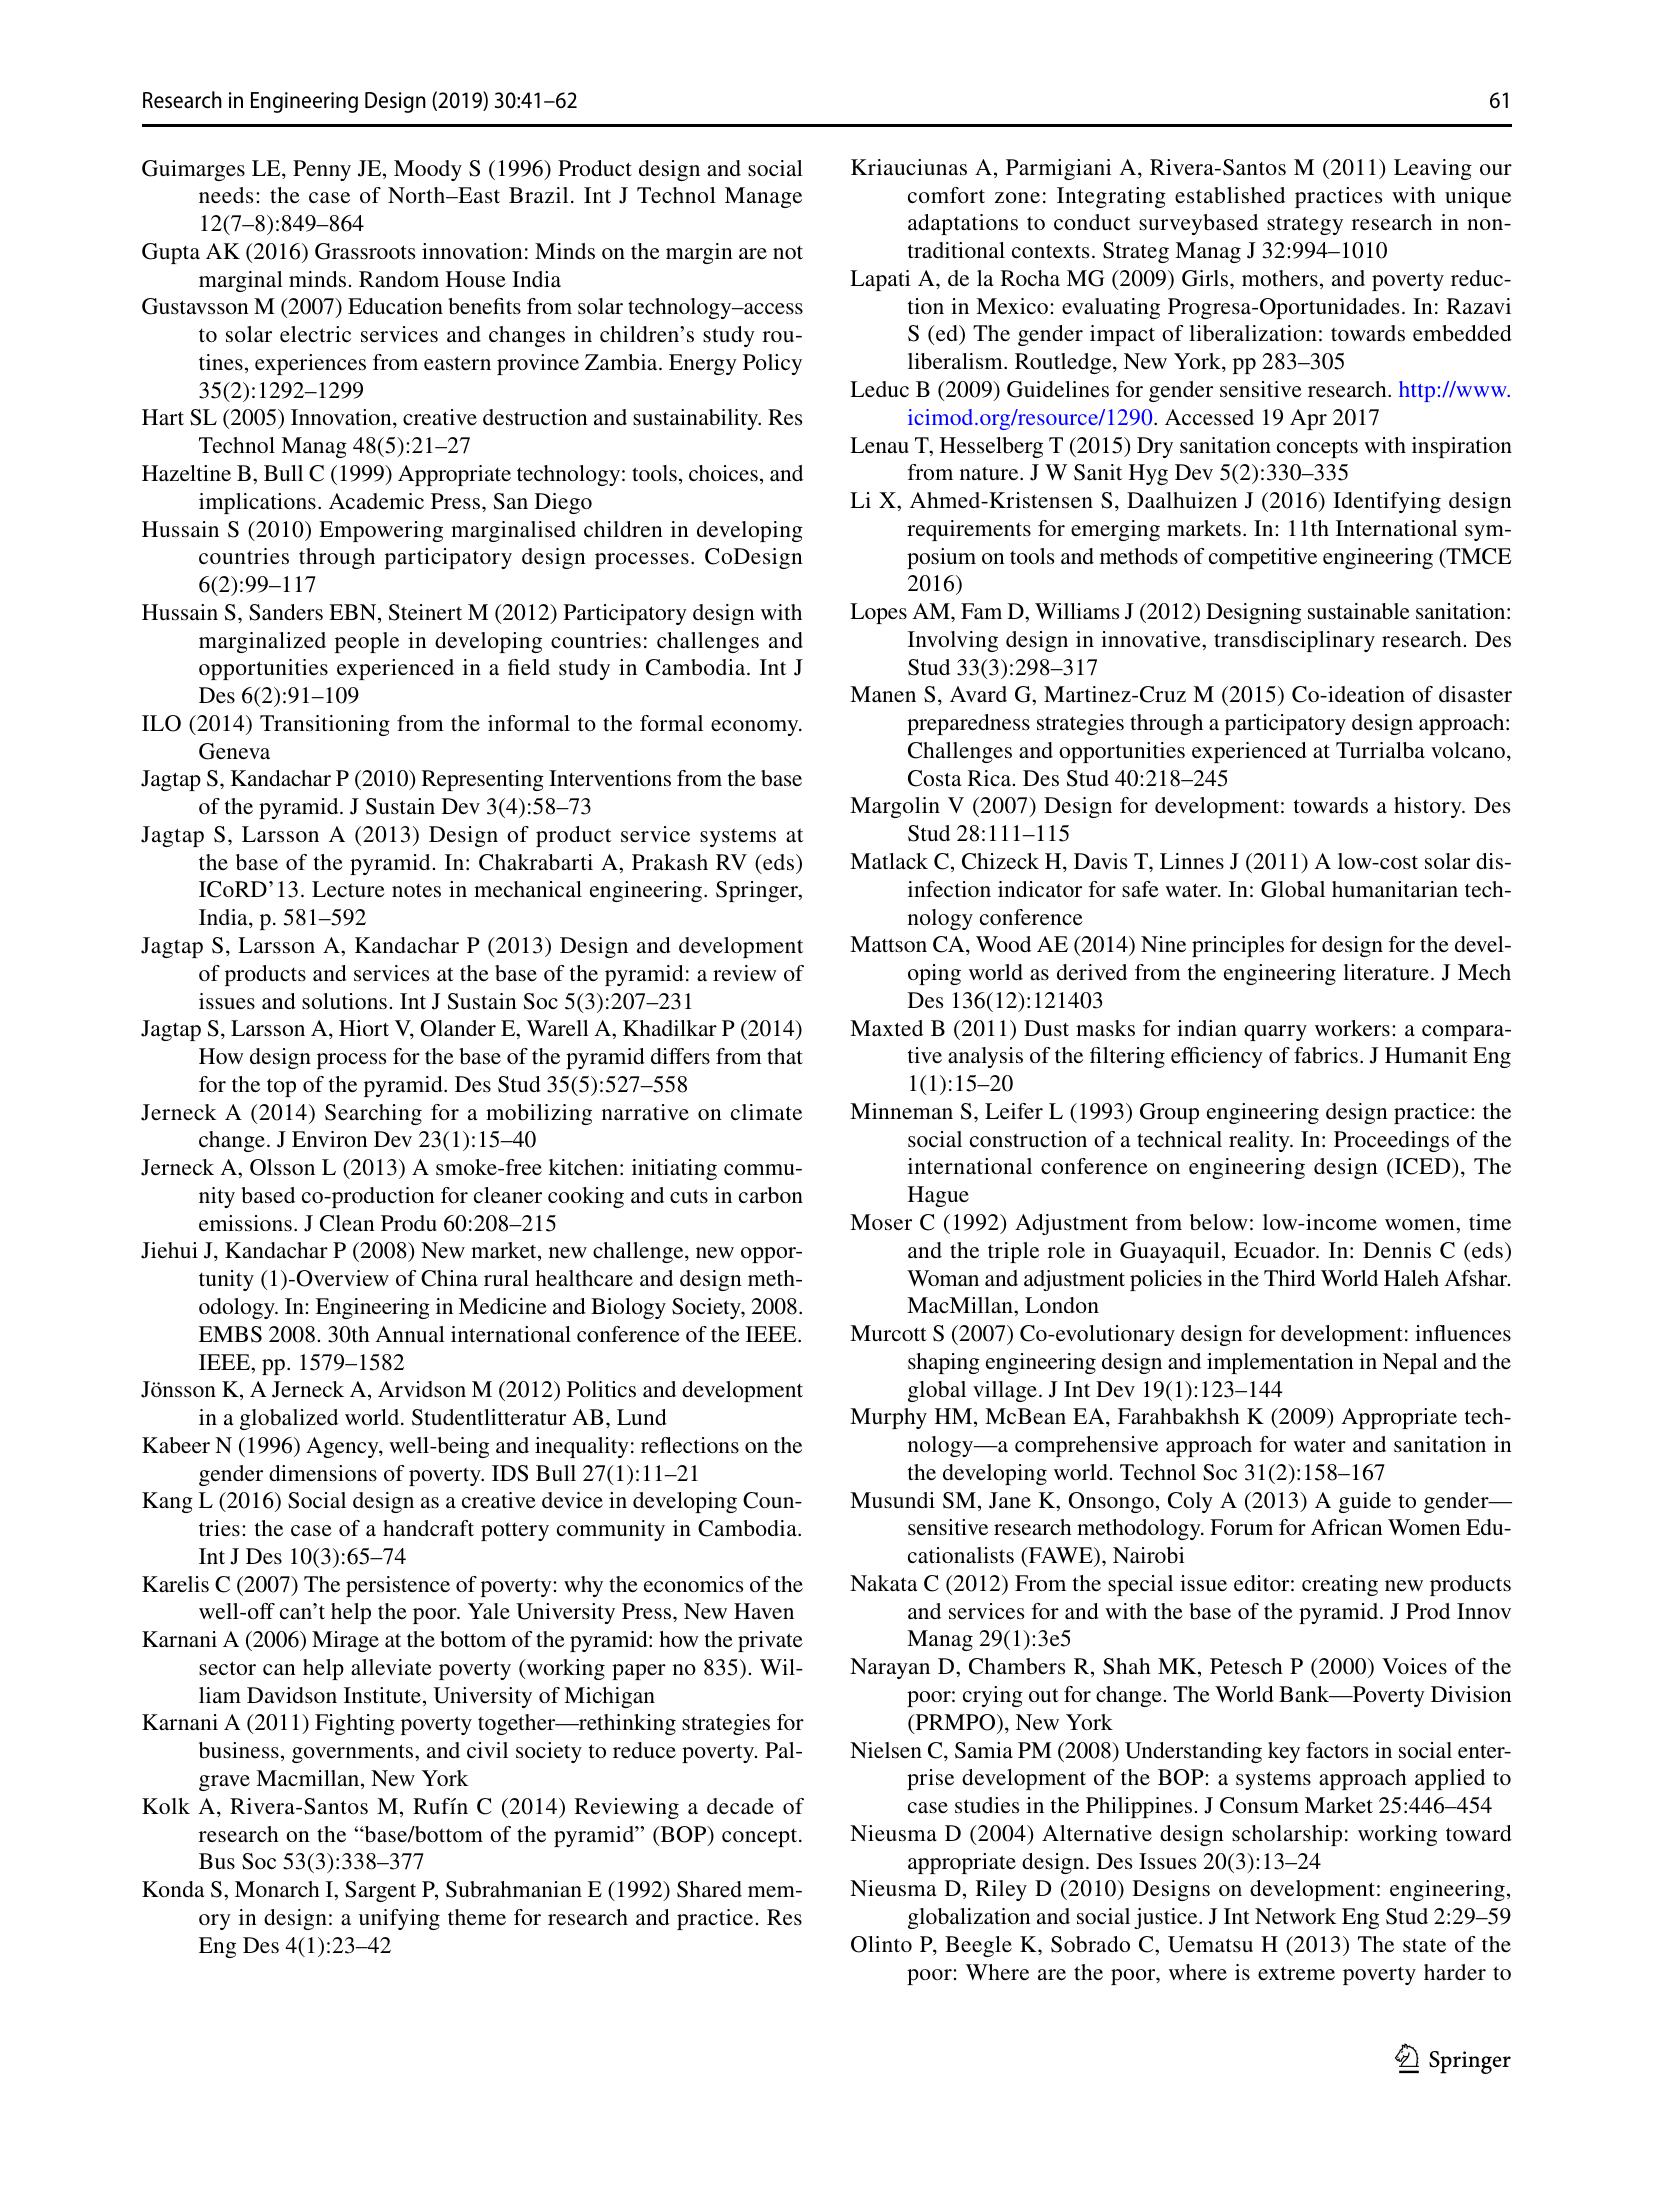 Research in Engineering Design (2019) 30:41–62
61
Guimarges LE, Penny JE, Moody S (1996) Product design and social
needs: the case of North–East Brazil. Int J Technol Manage
12(7–8):849–864
Gupta AK (2016) Grassroots innovation: Minds on the margin are not
marginal minds. Random House India
Gustavsson M (2007) Education benefits from solar technology–access
to solar electric services and changes in children’s study rou-
tines, experiences from eastern province Zambia. Energy Policy
35(2):1292–1299
Hart SL (2005) Innovation, creative destruction and sustainability. Res
Technol Manag 48(5):21–27
Hazeltine B, Bull C (1999) Appropriate technology: tools, choices, and
implications. Academic Press, San Diego
Hussain S (2010) Empowering marginalised children in developing
countries through participatory design processes. CoDesign
6(2):99–117
Hussain S, Sanders EBN, Steinert M (2012) Participatory design with
marginalized people in developing countries: challenges and
opportunities experienced in a field study in Cambodia. Int J
Des 6(2):91–109
ILO (2014) Transitioning from the informal to the formal economy.
Geneva
Jagtap S, Kandachar P (2010) Representing Interventions from the base
of the pyramid. J Sustain Dev 3(4):58–73
Jagtap S, Larsson A (2013) Design of product service systems at
the base of the pyramid. In: Chakrabarti A, Prakash RV (eds)
ICoRD’13. Lecture notes in mechanical engineering. Springer,
India, p. 581–592
Jagtap S, Larsson A, Kandachar P (2013) Design and development
of products and services at the base of the pyramid: a review of
issues and solutions. Int J Sustain Soc 5(3):207–231
Jagtap S, Larsson A, Hiort V, Olander E, Warell A, Khadilkar P (2014)
How design process for the base of the pyramid differs from that
for the top of the pyramid. Des Stud 35(5):527–558
Jerneck A (2014) Searching for a mobilizing narrative on climate
change. J Environ Dev 23(1):15–40
Jerneck A, Olsson L (2013) A smoke-free kitchen: initiating commu-
nity based co-production for cleaner cooking and cuts in carbon
emissions. J Clean Produ 60:208–215
Jiehui J, Kandachar P (2008) New market, new challenge, new oppor-
tunity (1)-Overview of China rural healthcare and design meth-
odology. In: Engineering in Medicine and Biology Society, 2008.
EMBS 2008. 30th Annual international conference of the IEEE.
IEEE, pp. 1579–1582
Jönsson K, A Jerneck A, Arvidson M (2012) Politics and development
in a globalized world. Studentlitteratur AB, Lund
Kabeer N (1996) Agency, well-being and inequality: reflections on the
gender dimensions of poverty. IDS Bull 27(1):11–21
Kang L (2016) Social design as a creative device in developing Coun-
tries: the case of a handcraft pottery community in Cambodia.
Int J Des 10(3):65–74
Karelis C (2007) The persistence of poverty: why the economics of the
well-off can’t help the poor. Yale University Press, New Haven
Karnani A (2006) Mirage at the bottom of the pyramid: how the private
sector can help alleviate poverty (working paper no 835). Wil-
liam Davidson Institute, University of Michigan
Karnani A (2011) Fighting poverty together—rethinking strategies for
business, governments, and civil society to reduce poverty. Pal-
grave Macmillan, New York
Kolk A, Rivera-Santos M, Rufín C (2014) Reviewing a decade of
research on the “base/bottom of the pyramid” (BOP) concept.
Bus Soc 53(3):338–377
Konda S, Monarch I, Sargent P, Subrahmanian E (1992) Shared mem-
ory in design: a unifying theme for research and practice. Res
Eng Des 4(1):23–42
Kriauciunas A, Parmigiani A, Rivera-Santos M (2011) Leaving our
comfort zone: Integrating established practices with unique
adaptations to conduct surveybased strategy research in non-
traditional contexts. Strateg Manag J 32:994–1010
Lapati A, de la Rocha MG (2009) Girls, mothers, and poverty reduc-
tion in Mexico: evaluating Progresa-Oportunidades. In: Razavi
S (ed) The gender impact of liberalization: towards embedded
liberalism. Routledge, New York, pp 283–305
Leduc B (2009) Guidelines for gender sensitive research. http://www.
icimod.org/resource/1290. Accessed 19 Apr 2017
Lenau T, Hesselberg T (2015) Dry sanitation concepts with inspiration
from nature. J W Sanit Hyg Dev 5(2):330–335
Li X, Ahmed-Kristensen S, Daalhuizen J (2016) Identifying design
requirements for emerging markets. In: 11th International sym-
posium on tools and methods of competitive engineering (TMCE
2016)
Lopes AM, Fam D, Williams J (2012) Designing sustainable sanitation:
Involving design in innovative, transdisciplinary research. Des
Stud 33(3):298–317
Manen S, Avard G, Martinez-Cruz M (2015) Co-ideation of disaster
preparedness strategies through a participatory design approach:
Challenges and opportunities experienced at Turrialba volcano,
Costa Rica. Des Stud 40:218–245
Margolin V (2007) Design for development: towards a history. Des
Stud 28:111–115
Matlack C, Chizeck H, Davis T, Linnes J (2011) A low-cost solar dis-
infection indicator for safe water. In: Global humanitarian tech-
nology conference
Mattson CA, Wood AE (2014) Nine principles for design for the devel-
oping world as derived from the engineering literature. J Mech
Des 136(12):121403
Maxted B (2011) Dust masks for indian quarry workers: a compara-
tive analysis of the filtering efficiency of fabrics. J Humanit Eng
1(1):15–20
Minneman S, Leifer L (1993) Group engineering design practice: the
social construction of a technical reality. In: Proceedings of the
international conference on engineering design (ICED), The
Hague
Moser C (1992) Adjustment from below: low-income women, time
and the triple role in Guayaquil, Ecuador. In: Dennis C (eds)
Woman and adjustment policies in the Third World Haleh Afshar.
MacMillan, London
Murcott S (2007) Co-evolutionary design for development: influences
shaping engineering design and implementation in Nepal and the
global village. J Int Dev 19(1):123–144
Murphy HM, McBean EA, Farahbakhsh K (2009) Appropriate tech-
nology—a comprehensive approach for water and sanitation in
the developing world. Technol Soc 31(2):158–167
Musundi SM, Jane K, Onsongo, Coly A (2013) A guide to gender—
sensitive research methodology. Forum for African Women Edu-
cationalists (FAWE), Nairobi
Nakata C (2012) From the special issue editor: creating new products
and services for and with the base of the pyramid. J Prod Innov
Manag 29(1):3e5
Narayan D, Chambers R, Shah MK, Petesch P (2000) Voices of the
poor: crying out for change. The World Bank—Poverty Division
(PRMPO), New York
Nielsen C, Samia PM (2008) Understanding key factors in social enter-
prise development of the BOP: a systems approach applied to
case studies in the Philippines. J Consum Market 25:446–454
Nieusma D (2004) Alternative design scholarship: working toward
appropriate design. Des Issues 20(3):13–24
Nieusma D, Riley D (2010) Designs on development: engineering,
globalization and social justice. J Int Network Eng Stud 2:29–59
Olinto P, Beegle K, Sobrado C, Uematsu H (2013) The state of the
poor: Where are the poor, where is extreme poverty harder to
Springer